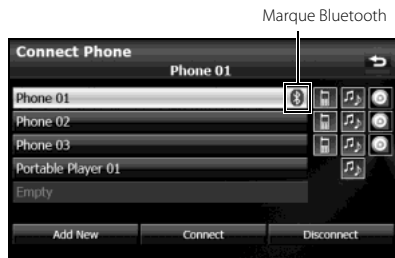 Marque Bluetooth
Connect Phone
Phone 01
Phone 01
Phone 02
Phone 03
Portable Player 01
Empty
Add New Connect Disconnect